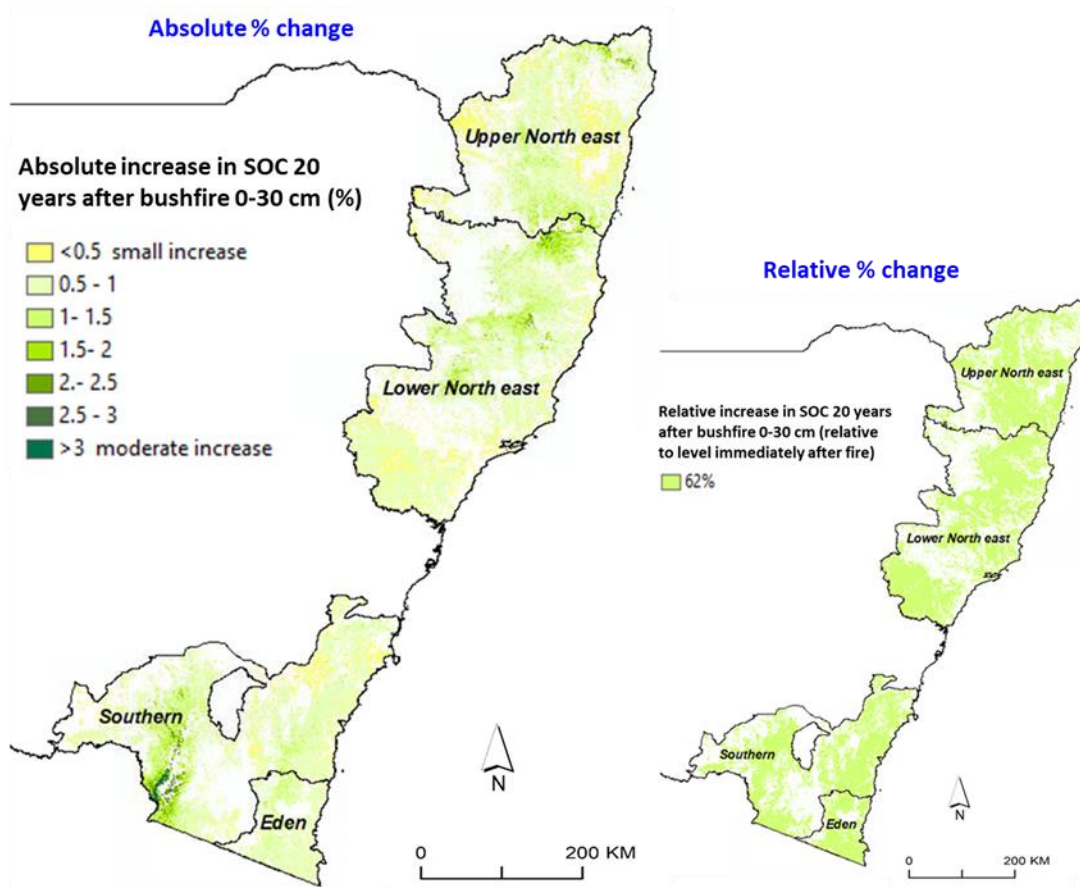 Absolute % change
Absolute increase in SOC 20
years after bushfire 0-30 cm (%)
<0.5 small increase
0.5 - 1
1- 1.5
1.5- 2
2.- 2.5
2.5 - 3
>3 moderate increase
Upper North east
Lower North east
Southern
Eden
N
0
200 KM
Relative % change
Relative increase in SOC 20 years
after bushfire 0-30 cm (relative
to level immediately after fire)
62%
Upper North east
Lower North east
Southern
Eden
N
0
200 KM